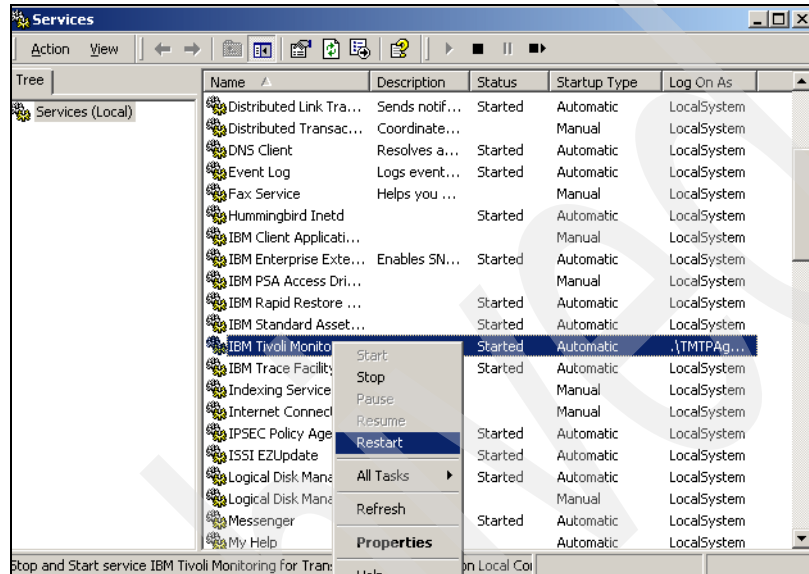 Services
Action View
Tree
Services (Local)
Name Description Status Startup Type Log On As
Distributed Link Tra... Sends notif... Started Automatic LocalSystem
Distributed Transac... Coordinate... Manual LocalSystem
DNS Client Resolves a... Started Automatic LocalSystem
Event Log Logs event... Started Automatic LocalSystem
Fax Service Helps you ... Manual LocalSystem
Hummingbird Inetd Started Automatic LocalSystem
IBM Client Applicati... Manual LocalSystem
IBM Enterprise Exte... Enables SN... Started Automatic LocalSystem
IBM PSA Access Dri... Manual LocalSystem
IBM Rapid Restore ... Started Automatic LocalSystem
IBM Standard Asset... Started Automatic LocalSystem
IBM Tivoli Monito Started Automatic .\TMTPAg...
IBM Trace Facility Started Automatic LocalSystem
Indexing Service Manual LocalSystem
Internet Connect Manual LocalSystem
IPSEC Policy Age Started Automatic LocalSystem
ISSI EZUpdate Started Automatic LocalSystem
Logical Disk Mana Started Automatic LocalSystem
Logical Disk Mana Manual LocalSystem
Messenger Started Automatic LocalSystem
My Help Automatic LocalSystem
Start
Stop
Pause
Resume
Restart
All Tasks
Refresh
Properties
Help
Stop and Start service IBM Tivoli Monitoring for Tran on Local Co